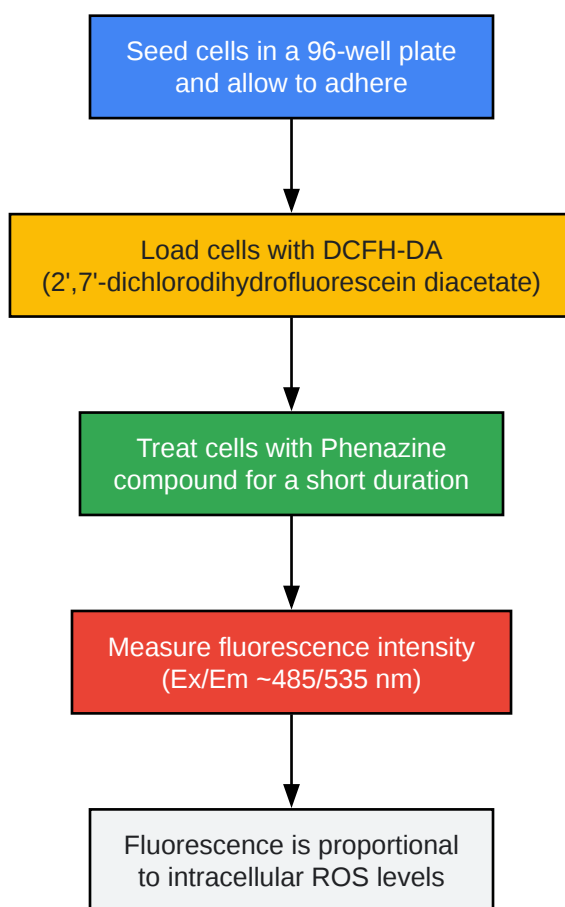 Seed cells in a 96-well plate
and allow to adhere
Load cells with DCFH-DA
(2',7'-dichlorodihydrofluorescein diacetate)
Treat cells with Phenazine
compound for a short duration
Measure fluorescence intensity
(Ex/Em ~485/535 nm)
Fluorescence is proportional
to intracellular ROS levels